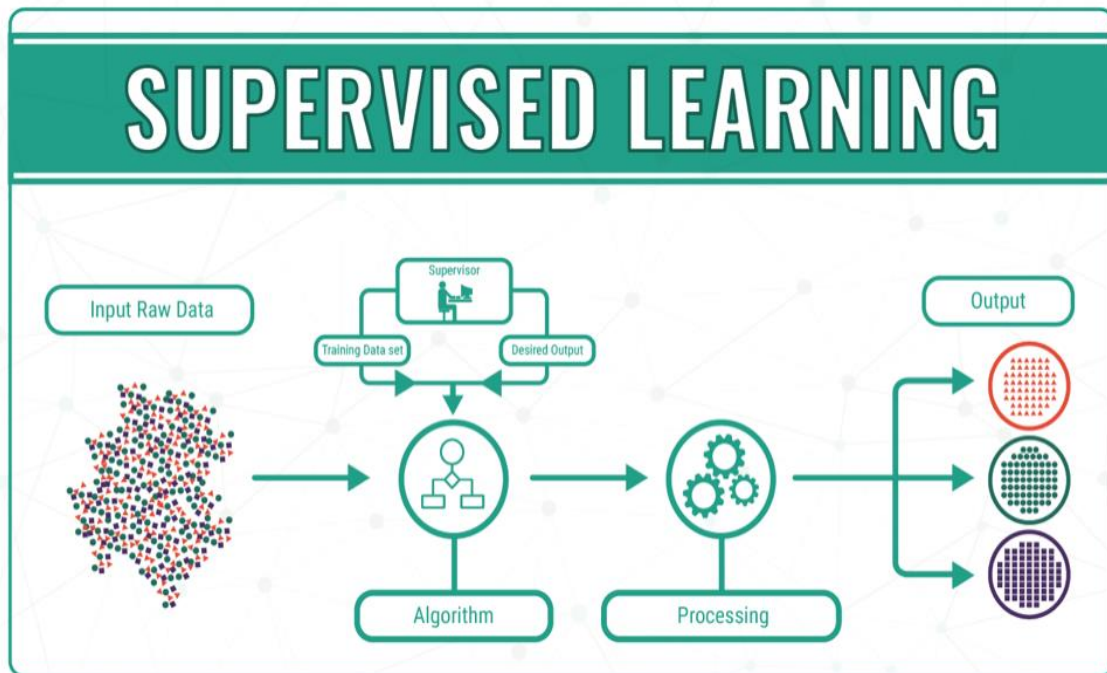 SUPERVISED LEARNING
Input Raw Data
Supervisor
Training Data set
Desired Output
Algorithm
Processing
Output